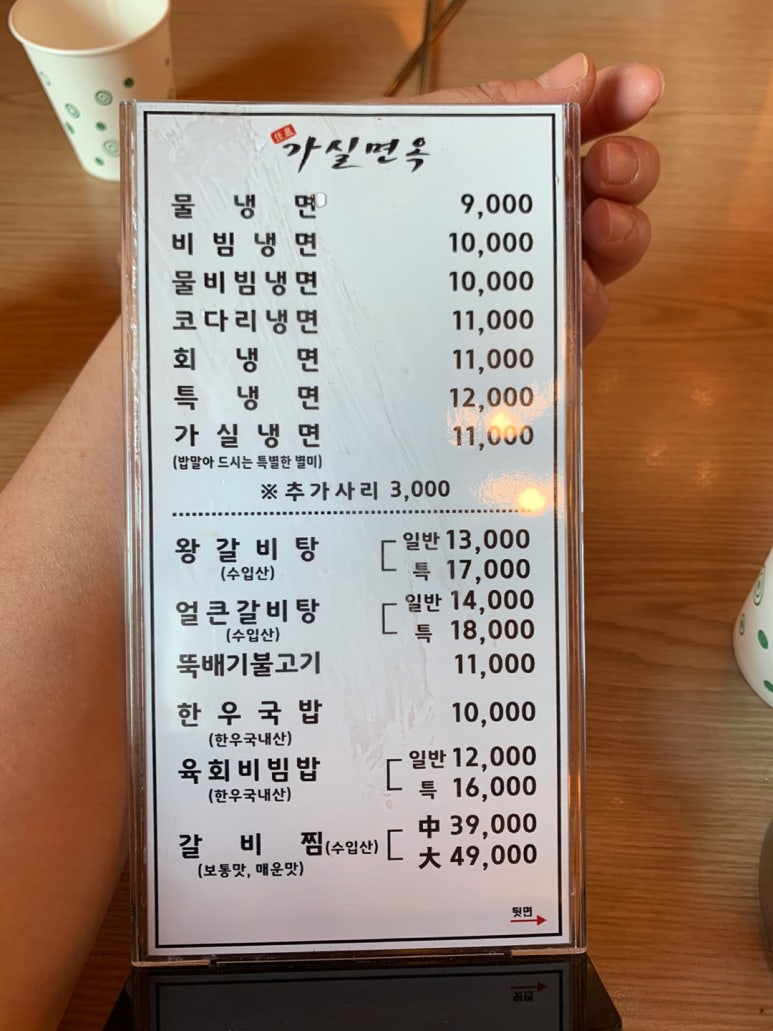 가실면옥
물냉면 9,000
비빔냉면 10,000
물비빔냉면 10,000
코다리냉면 11,000
회냉면 11,000
특냉면 12,000
가실냉면 11,000
(밥말아 드시는 특별한 별미)
※ 추가사리 3,000
왕갈비탕 일반 13,000
(수입산) 특 17,000
얼큰갈비탕 일반 14,000
(수입산) 특 18,000
뚝배기불고기 11,000
한우국밥 10,000
(한우국내산)
육회비빔밥 일반 12,000
(한우국내산) 특 16,000
갈비찜(수입산) 中 39,000
(보통맛, 매운맛) 大 49,000
뒷면